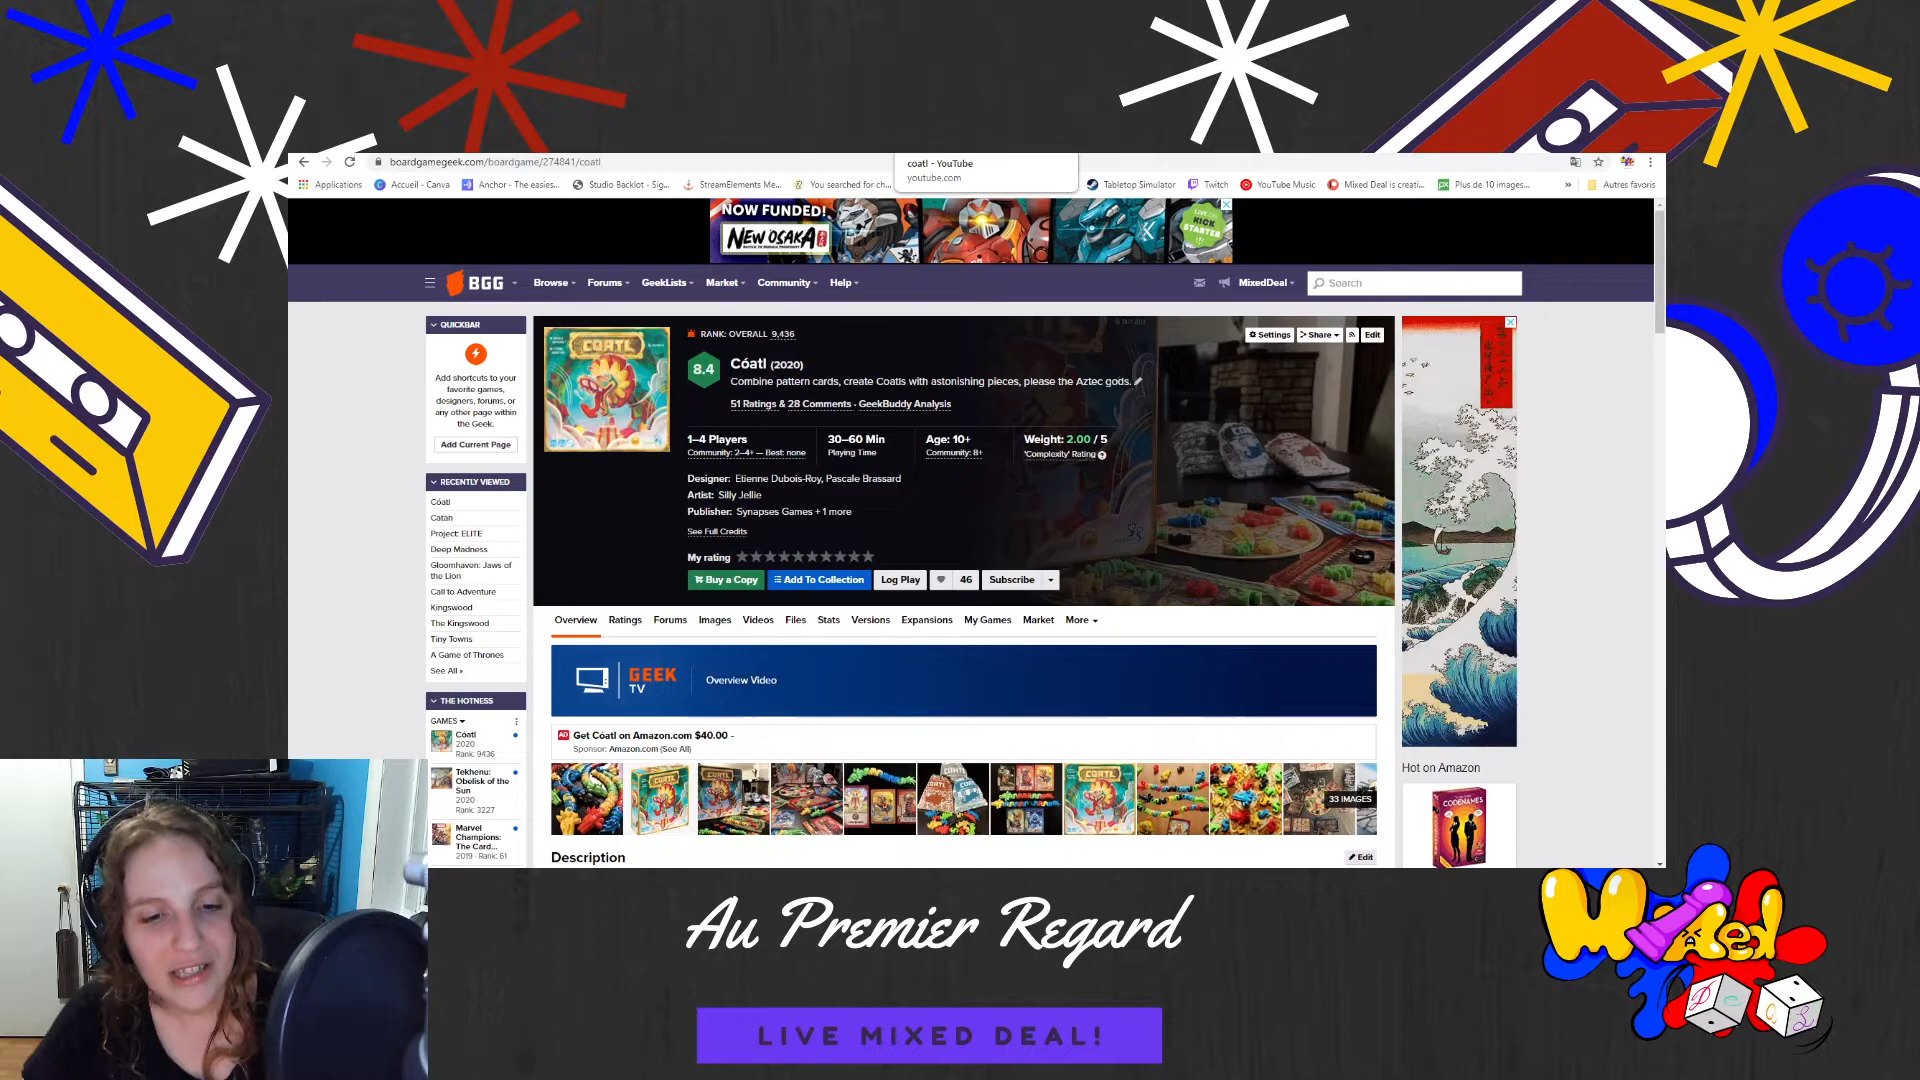 boardgamegeek.com/boardgame/274841/coatl
coatl - YouTube
youtube.com
Applications
Accueil - Canva
Anchor - The easies...
Studio Backlot - Sig...
StreamElements Me...
You searched for ch...
Tabletop Simulator
Twitch
YouTube Music
Mixed Deal is creati...
Plus de 10 images...
»
Autres favoris
NOW FUNDED!
NEW OSAKA
LIVE ON
KICK
STARTER
BGG
Browse
Forums
GeekLists
Market
Community
Help
MixedDeal
Search
QUICKBAR
Add shortcuts to your
favorite games,
designers, forums, or
any other page within
the Geek.
Add Current Page
RECENTLY VIEWED
Cóatl
Catan
Project: ELITE
Deep Madness
Gloomhaven: Jaws of
the Lion
Call to Adventure
Kingswood
The Kingswood
Tiny Towns
A Game of Thrones
See All »
THE HOTNESS
GAMES
Cóatl
2020
Rank: 9436
Tekhenu:
Obelisk of the
Sun
2020
Rank: 3227
Marvel
Champions:
The Card...
2019 - Rank: 61
COATL
RANK: OVERALL 9,436
Settings
Share
Edit
8.4
Cóatl (2020)
Combine pattern cards, create Coatls with astonishing pieces, please the Aztec gods.
51 Ratings & 28 Comments · GeekBuddy Analysis
1–4 Players
Community: 2–4+ — Best: none
30–60 Min
Playing Time
Age: 10+
Community: 8+
Weight: 2.00 / 5
'Complexity' Rating
Designer: Etienne Dubois-Roy, Pascale Brassard
Artist: Silly Jellie
Publisher: Synapses Games + 1 more
See Full Credits
My rating
Buy a Copy
Add To Collection
Log Play
46
Subscribe
Overview
Ratings
Forums
Images
Videos
Files
Stats
Versions
Expansions
My Games
Market
More
GEEK
TV
Overview Video
AD
Get Cóatl on Amazon.com $40.00 -
Sponsor: Amazon.com (See All)
COATL
COATL
33 IMAGES
Description
Edit
Hot on Amazon
CODENAMES
Au Premier Regard
LIVE MIXED DEAL!
Mixed
D e a L